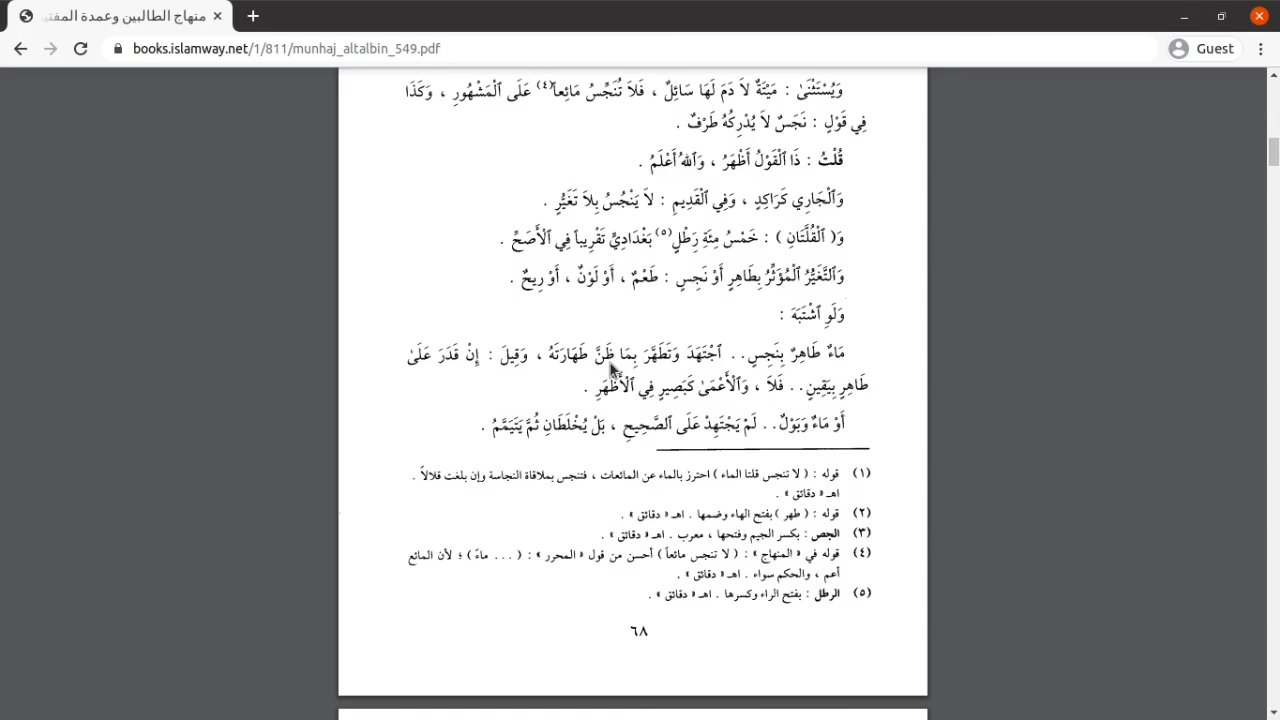 منهاج الطالبين وعمدة المفتي
books.islamway.net/1/811/munhaj_altalbin_549.pdf
Guest
وَيُسْتَثْنَىٰ : مَيْتَةٌ لاَ دَمَ لَهَا سَائِلٌ ، فَلاَ تُنَجِّسُ مَائِعاً(٤) عَلَى ٱلْمَشْهُورِ ، وَكَذَا
فِي قَوْلٍ : نَجَسٌ لاَ يُدْرِكُهُ طَرْفٌ .
قُلْتُ : ذَا ٱلْقَوْلُ أَظْهَرُ ، وَٱللهُ أَعْلَمُ .
وَٱلْجَارِي كَرَاكِدٍ ، وَفِي ٱلْقَدِيمِ : لاَ يَنْجُسُ بِلاَ تَغَيُّرٍ .
وَ( ٱلْقُلَّتَانِ ) : خَمْسُ مِئَةِ رَطْلٍ(٥) بَغْدَادِيٍّ تَقْرِيباً فِي ٱلْأَصَحِّ .
وَٱلتَّغَيُّرُ ٱلْمُؤَثِّرُ بِطَاهِرٍ أَوْ نَجِسٍ : طَعْمٌ ، أَوْ لَوْنٌ ، أَوْ رِيحٌ .
وَلَوِ ٱشْتَبَهَ :
مَاءٌ طَاهِرٌ بِنَجِسٍ . . ٱجْتَهَدَ وَتَطَهَّرَ بِمَا ظَنَّ طَهَارَتَهُ ، وَقِيلَ : إِنْ قَدَرَ عَلَىٰ
طَاهِرٍ بِيَقِينٍ . . فَلاَ ، وَٱلْأَعْمَىٰ كَبَصِيرٍ فِي ٱلْأَظْهَرِ .
أَوْ مَاءٌ وَبَوْلٌ . . لَمْ يَجْتَهِدْ عَلَى ٱلصَّحِيحِ ، بَلْ يُخْلَطَانِ ثُمَّ يَتَيَمَّمُ .
(١) قوله : ( لا تنجس قلتا الماء ) احترز بالماء عن المائعات ، فتنجس بملاقاة النجاسة وإن بلغت قلالاً .
اهـ « دقائق » .
(٢) قوله : ( طهر ) بفتح الهاء وضمها . اهـ « دقائق » .
(٣) الجص : بكسر الجيم وفتحها ، معرب . اهـ « دقائق » .
(٤) قوله في « المنهاج » : ( لا تنجس مائعاً ) أحسن من قول « المحرر » : ( . . . ماءً ) ؛ لأن المائع
أعم ، والحكم سواء . اهـ « دقائق » .
(٥) الرطل : بفتح الراء وكسرها . اهـ « دقائق » .
٦٨